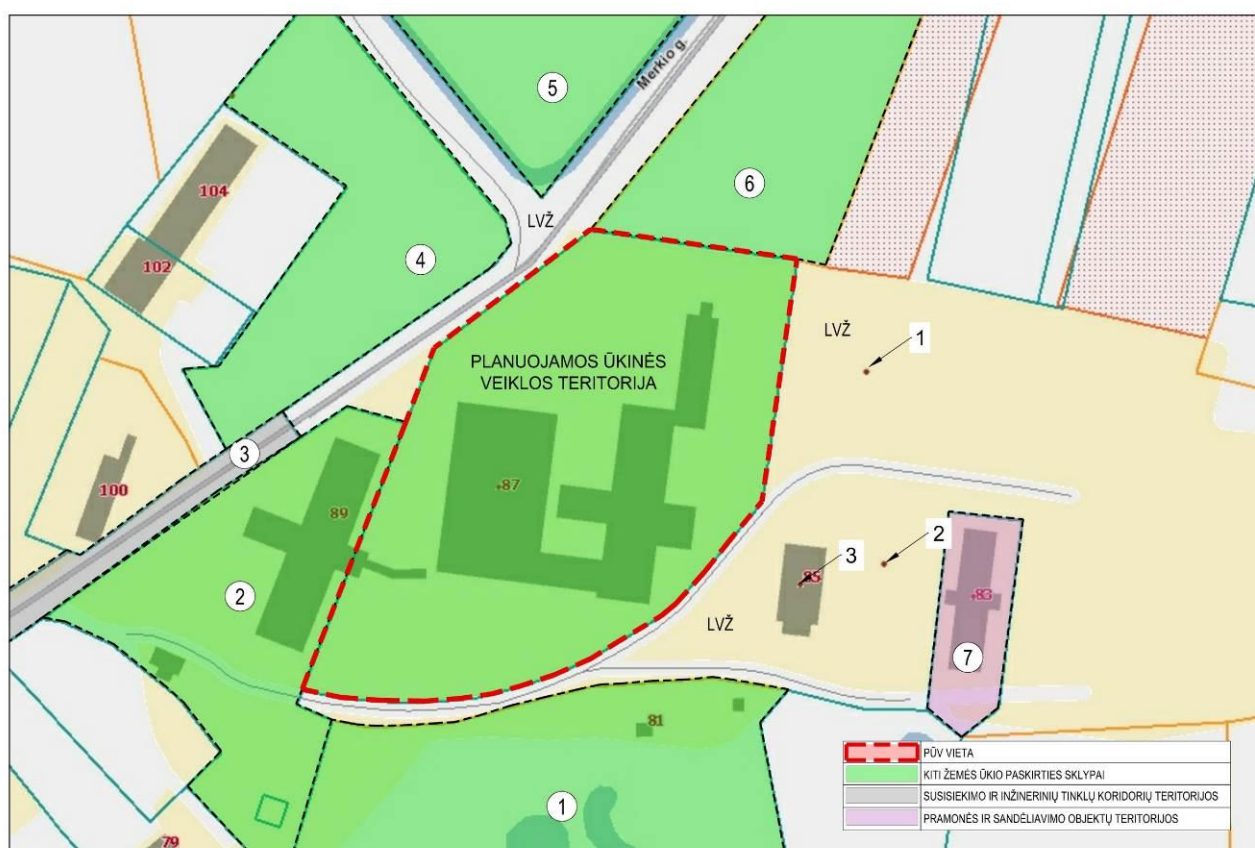 Merkio g.
5
6
104
LVŽ
102
4
LVŽ
1
PLANUOJAMOS ŪKINĖS
VEIKLOS TERITORIJA
3
100
87
89
2
3
85
83
2
LVŽ
7
81
1
79
PŪV VIETA
KITI ŽEMĖS ŪKIO PASKIRTIES SKLYPAI
SUSISIEKIMO IR INŽINERINIŲ TINKLŲ KORIDORIŲ TERITORIJOS
PRAMONĖS IR SANDĖLIAVIMO OBJEKTŲ TERITORIJOS